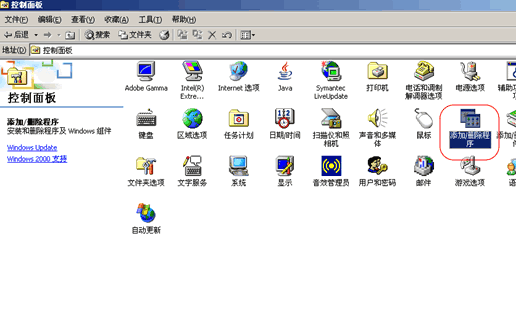 控制面板
文件(F) 编辑(E) 查看(V) 收藏(A) 工具(T) 帮助(H)
后退 搜索 文件夹
地址(D) 控制面板
控制面板
添加/删除程序
安装和删除程序及 Windows 组件
Windows Update
Windows 2000 支持
Adobe Gamma
Intel(R)
Extre...
Internet 选项
Java
Symantec
LiveUpdate
打印机
电话和调制
解调器选项
电源选项
辅助功
键盘
区域选项
任务计划
日期/时间
扫描仪和照
相机
声音和多媒
体
鼠标
添加/删除程
序
添加/
文件夹选项
文字服务
系统
显示
音效管理员
用户和密码
邮件
游戏选项
自动更新